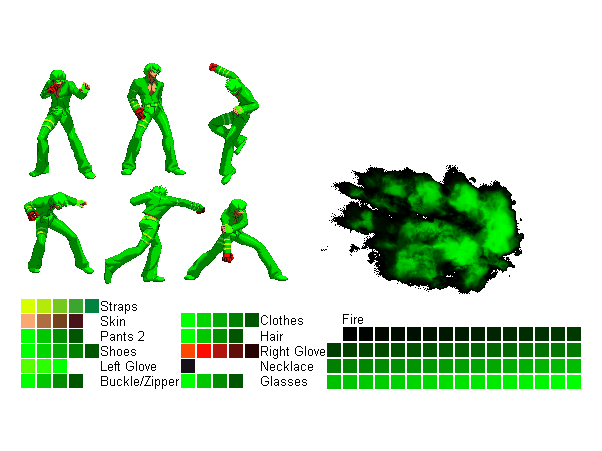 Straps
Skin
Pants 2
Shoes
Left Glove
Buckle/Zipper
Clothes
Hair
Right Glove
Necklace
Glasses
Fire